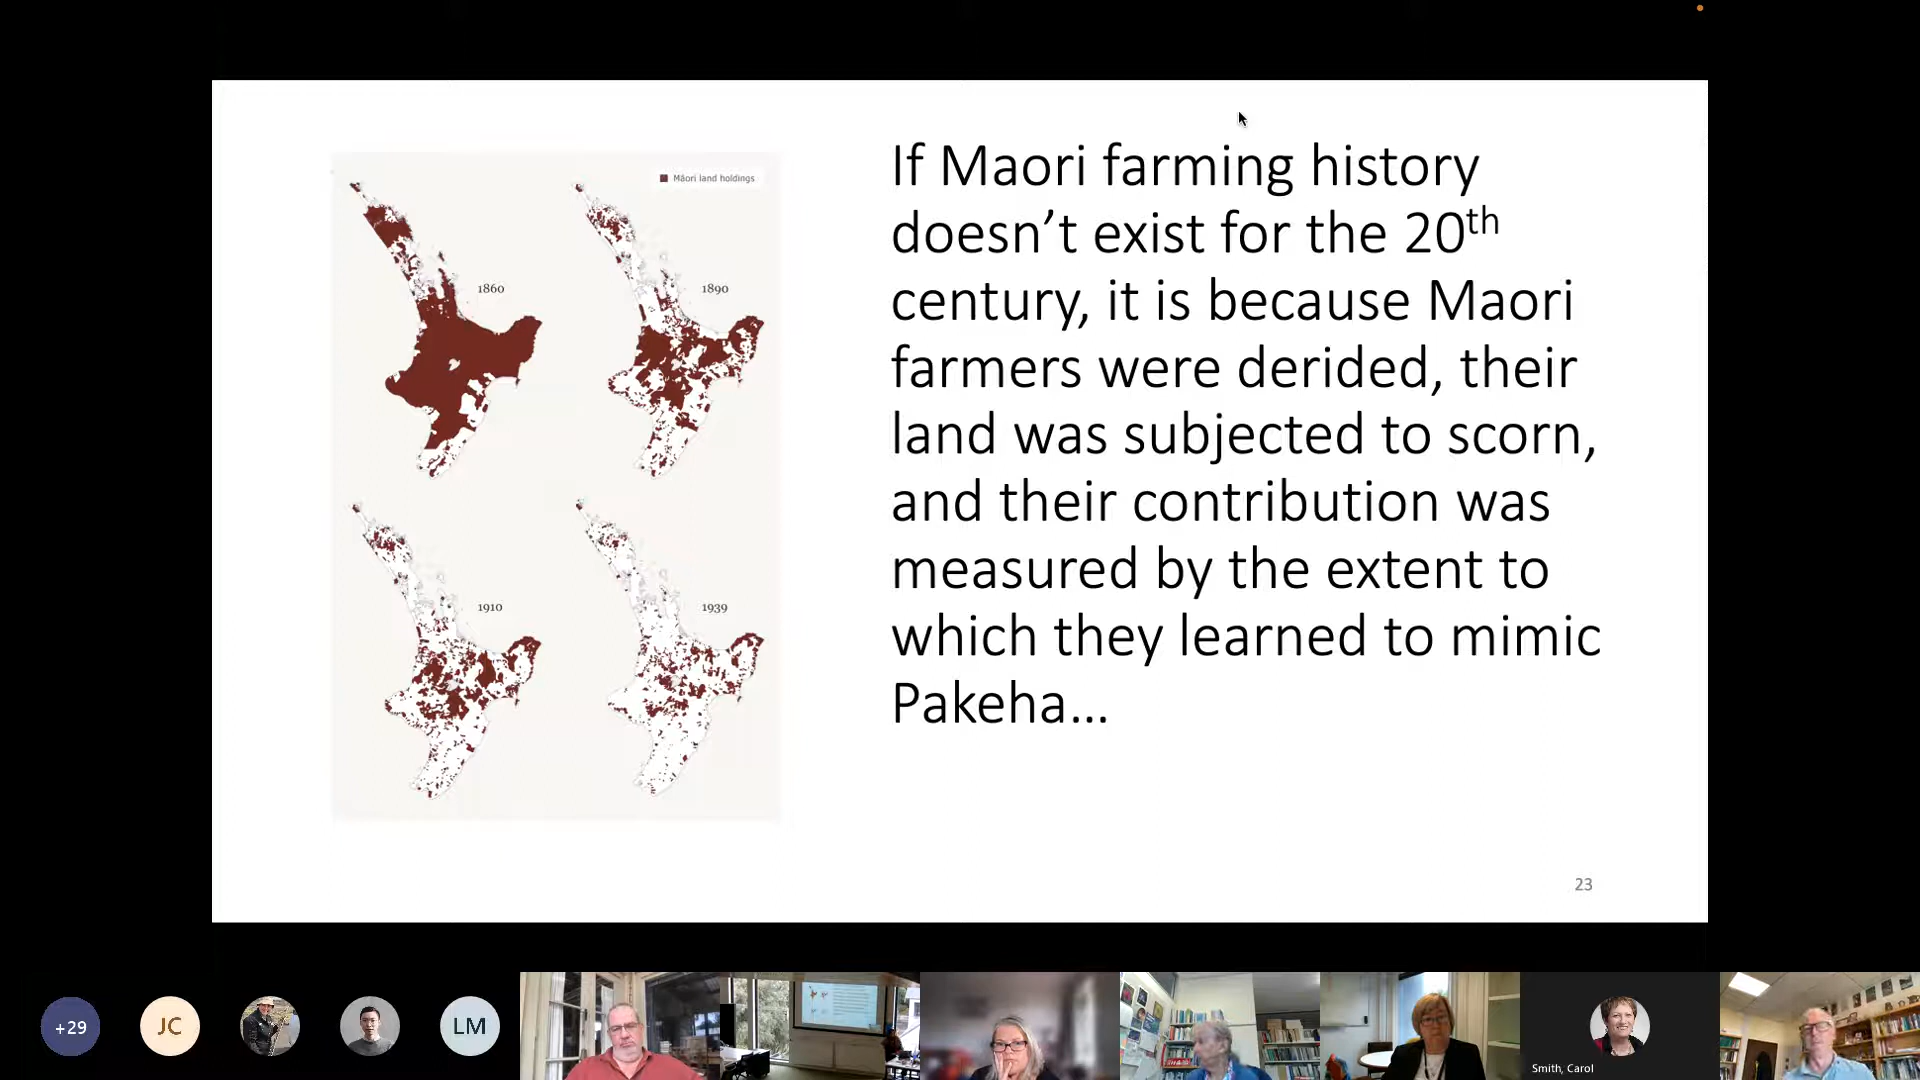 Māori land holdings
1860
1890
1910
1939
If Maori farming history
doesn’t exist for the 20th
century, it is because Maori
farmers were derided, their
land was subjected to scorn,
and their contribution was
measured by the extent to
which they learned to mimic
Pakeha...
23
+29
JC
LM
Smith, Carol